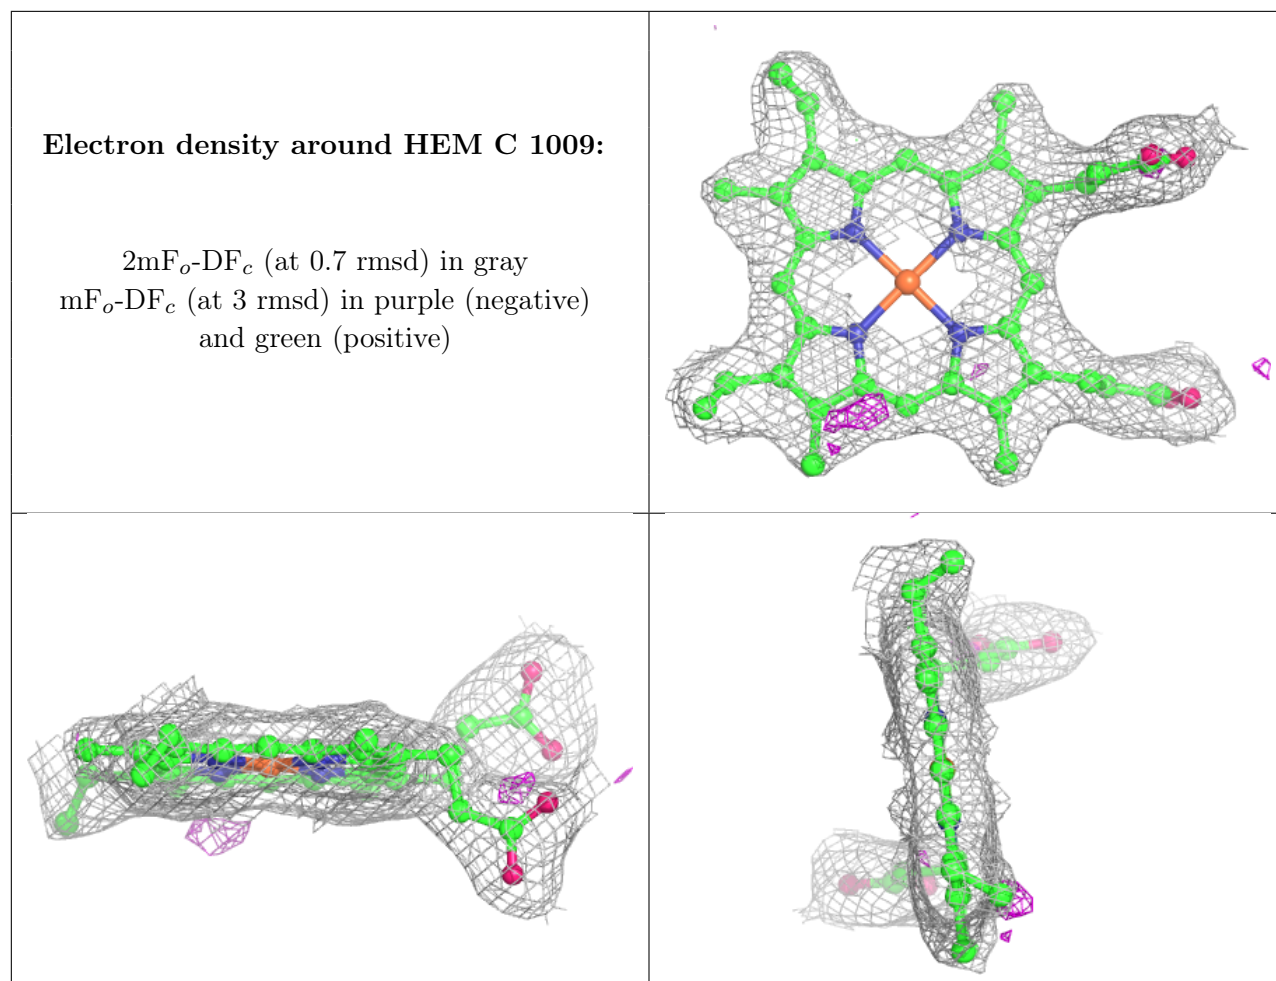 Electron density around HEM C 1009:
2mFₒ-DF𝒸 (at 0.7 rmsd) in gray
mFₒ-DF𝒸 (at 3 rmsd) in purple (negative)
and green (positive)